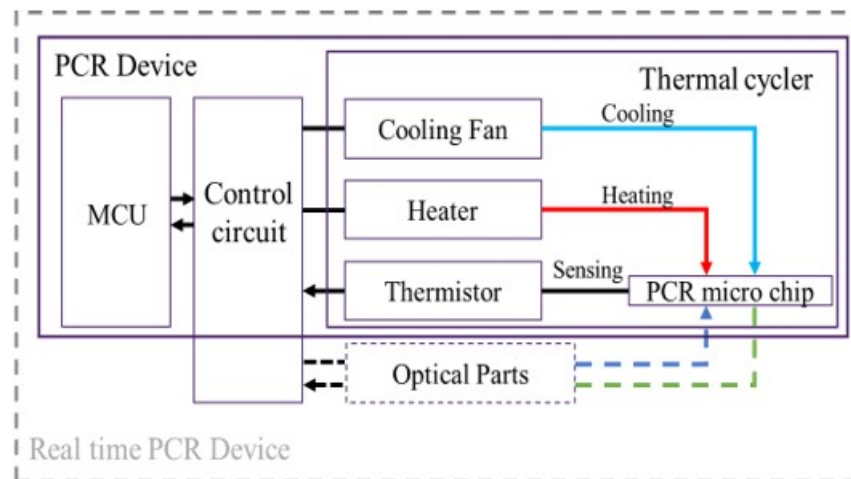 PCR Device
Thermal cycler
Cooling Fan
Cooling
MCU
Control
circuit
Heater
Heating
Thermistor
Sensing
PCR micro chip
Optical Parts
Real time PCR Device